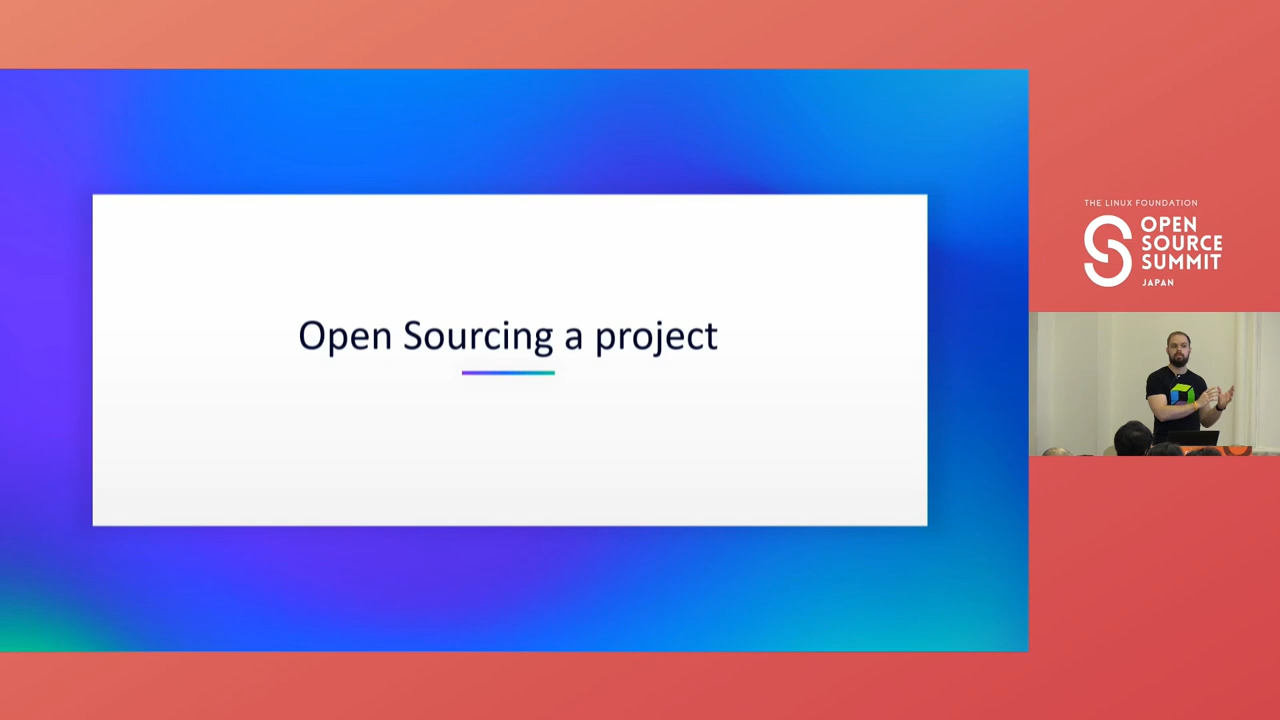 Open Sourcing a project
THE LINUX FOUNDATION
OPEN
SOURCE
SUMMIT
JAPAN